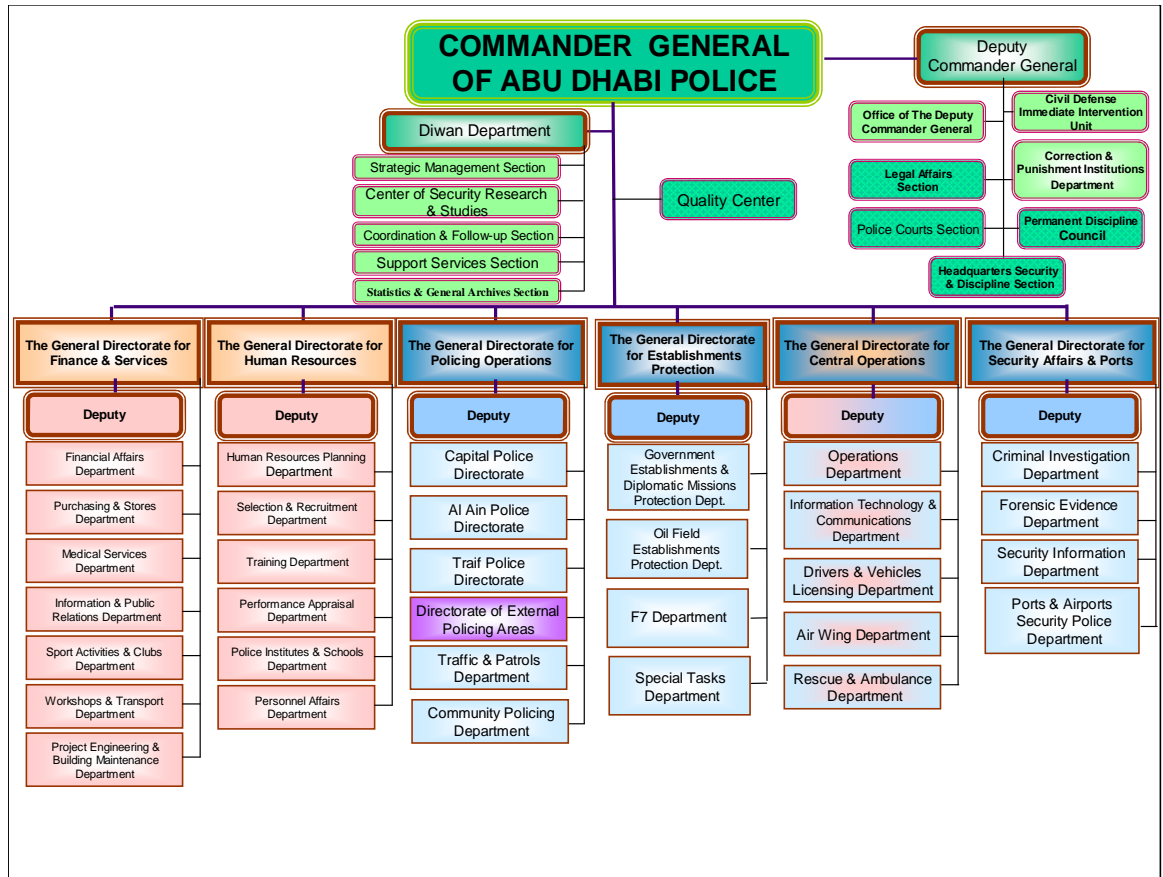 COMMANDER GENERAL
OF ABU DHABI POLICE
Deputy
Commander General
Diwan Department
Strategic Management Section
Center of Security Research
& Studies
Coordination & Follow-up Section
Support Services Section
Statistics & General Archives Section
Quality Center
Office of The Deputy
Commander General
Civil Defense
Immediate Intervention
Unit
Legal Affairs
Section
Correction &
Punishment Institutions
Department
Police Courts Section
Permanent Discipline
Council
Headquarters Security
& Discipline Section
The General Directorate for
Finance & Services
Deputy
Financial Affairs
Department
Purchasing & Stores
Department
Medical Services
Department
Information & Public
Relations Department
Sport Activities & Clubs
Department
Workshops & Transport
Department
Project Engineering &
Building Maintenance
Department
The General Directorate for
Human Resources
Deputy
Human Resources Planning
Department
Selection & Recruitment
Department
Training Department
Performance Appraisal
Department
Police Institutes & Schools
Department
Personnel Affairs
Department
The General Directorate for
Policing Operations
Deputy
Capital Police
Directorate
Al Ain Police
Directorate
Traif Police
Directorate
Directorate of External
Policing Areas
Traffic & Patrols
Department
Community Policing
Department
The General Directorate
for Establishments
Protection
Deputy
Government
Establishments &
Diplomatic Missions
Protection Dept.
Oil Field
Establishments
Protection Dept.
F7 Department
Special Tasks
Department
The General Directorate for
Central Operations
Deputy
Operations
Department
Information Technology &
Communications
Department
Drivers & Vehicles
Licensing Department
Air Wing Department
Rescue & Ambulance
Department
The General Directorate for
Security Affairs & Ports
Deputy
Criminal Investigation
Department
Forensic Evidence
Department
Security Information
Department
Ports & Airports
Security Police
Department